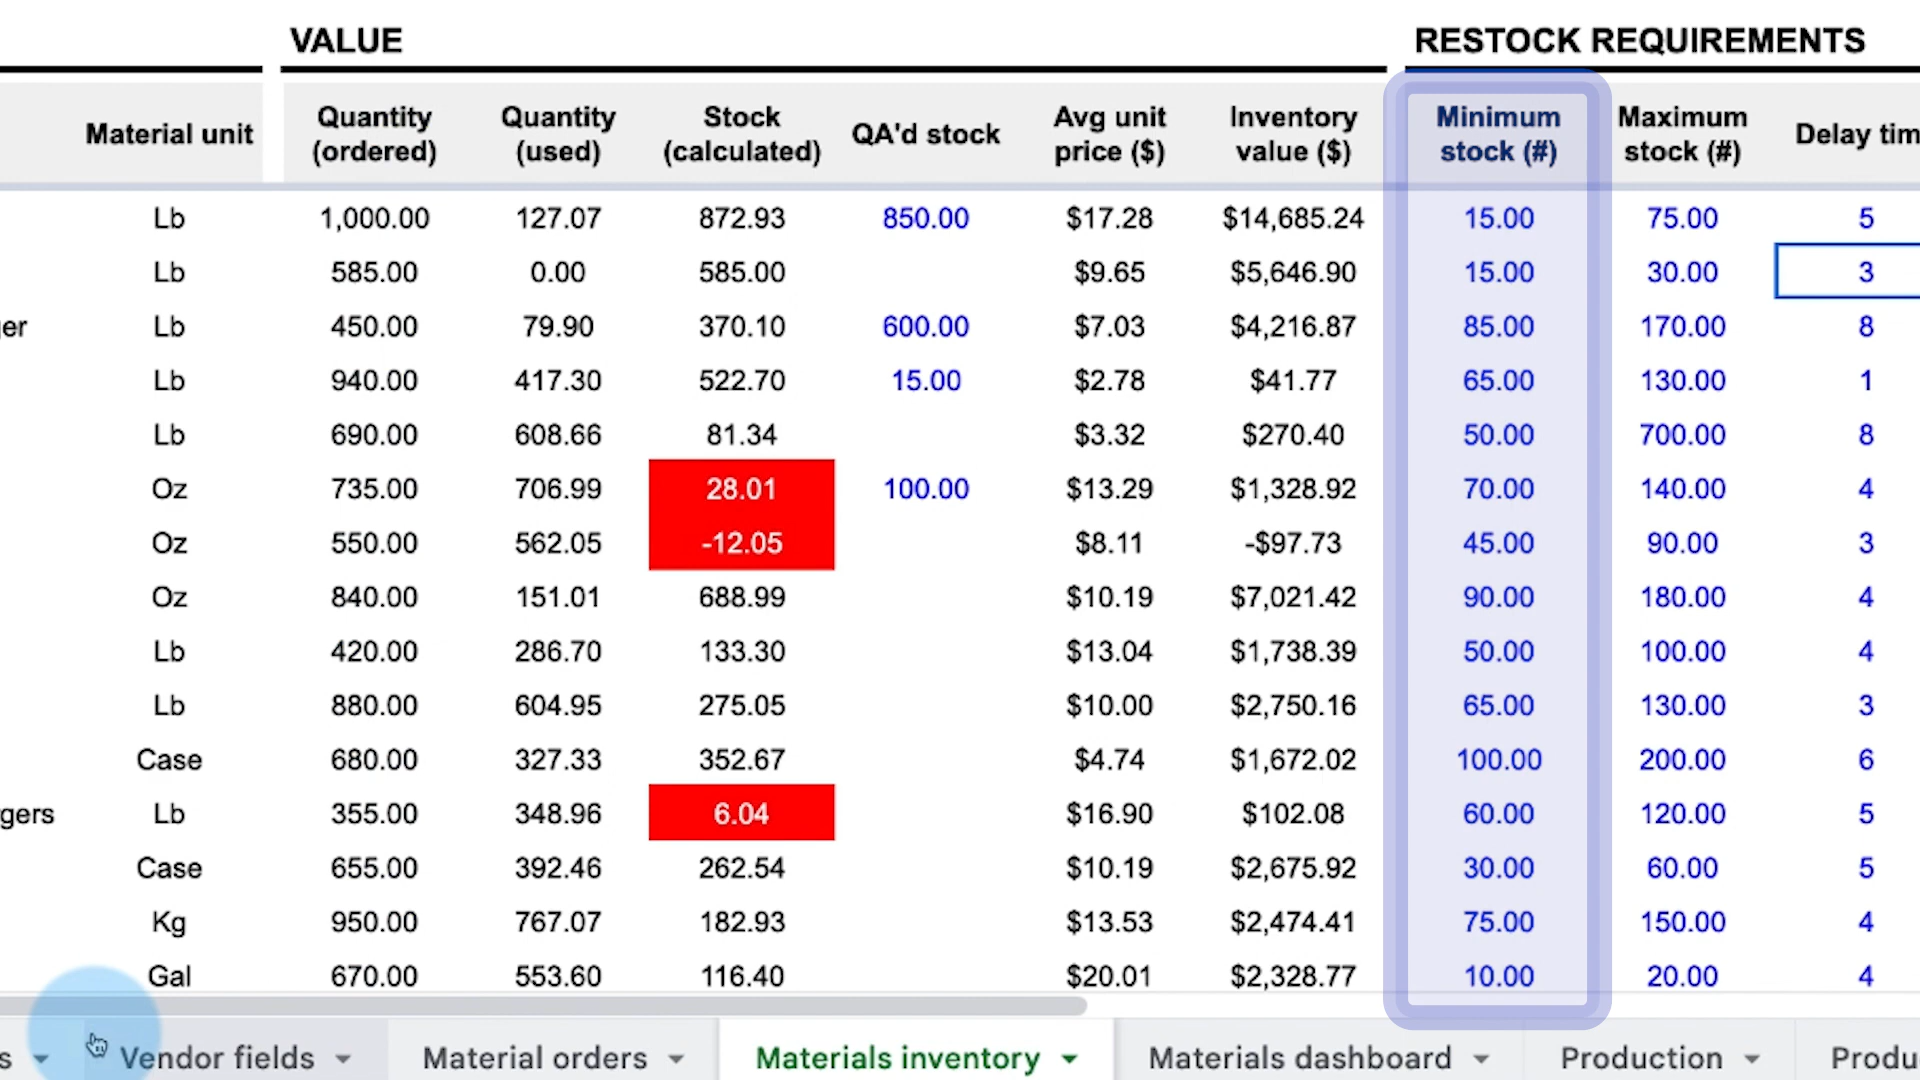 VALUE RESTOCK REQUIREMENTS
Material unit Quantity (ordered) Quantity (used) Stock (calculated) QA'd stock Avg unit price ($) Inventory value ($) Minimum stock (#) Maximum stock (#) Delay tim
Lb 1,000.00 127.07 872.93 850.00 $17.28 $14,685.24 15.00 75.00 5
Lb 585.00 0.00 585.00 $9.65 $5,646.90 15.00 30.00 3
ger Lb 450.00 79.90 370.10 600.00 $7.03 $4,216.87 85.00 170.00 8
Lb 940.00 417.30 522.70 15.00 $2.78 $41.77 65.00 130.00 1
Lb 690.00 608.66 81.34 $3.32 $270.40 50.00 700.00 8
Oz 735.00 706.99 28.01 100.00 $13.29 $1,328.92 70.00 140.00 4
Oz 550.00 562.05 -12.05 $8.11 -$97.73 45.00 90.00 3
Oz 840.00 151.01 688.99 $10.19 $7,021.42 90.00 180.00 4
Lb 420.00 286.70 133.30 $13.04 $1,738.39 50.00 100.00 4
Lb 880.00 604.95 275.05 $10.00 $2,750.16 65.00 130.00 3
Case 680.00 327.33 352.67 $4.74 $1,672.02 100.00 200.00 6
rgers Lb 355.00 348.96 6.04 $16.90 $102.08 60.00 120.00 5
Case 655.00 392.46 262.54 $10.19 $2,675.92 30.00 60.00 5
Kg 950.00 767.07 182.93 $13.53 $2,474.41 75.00 150.00 4
Gal 670.00 553.60 116.40 $20.01 $2,328.77 10.00 20.00 4
s Vendor fields Material orders Materials inventory Materials dashboard Production Produ